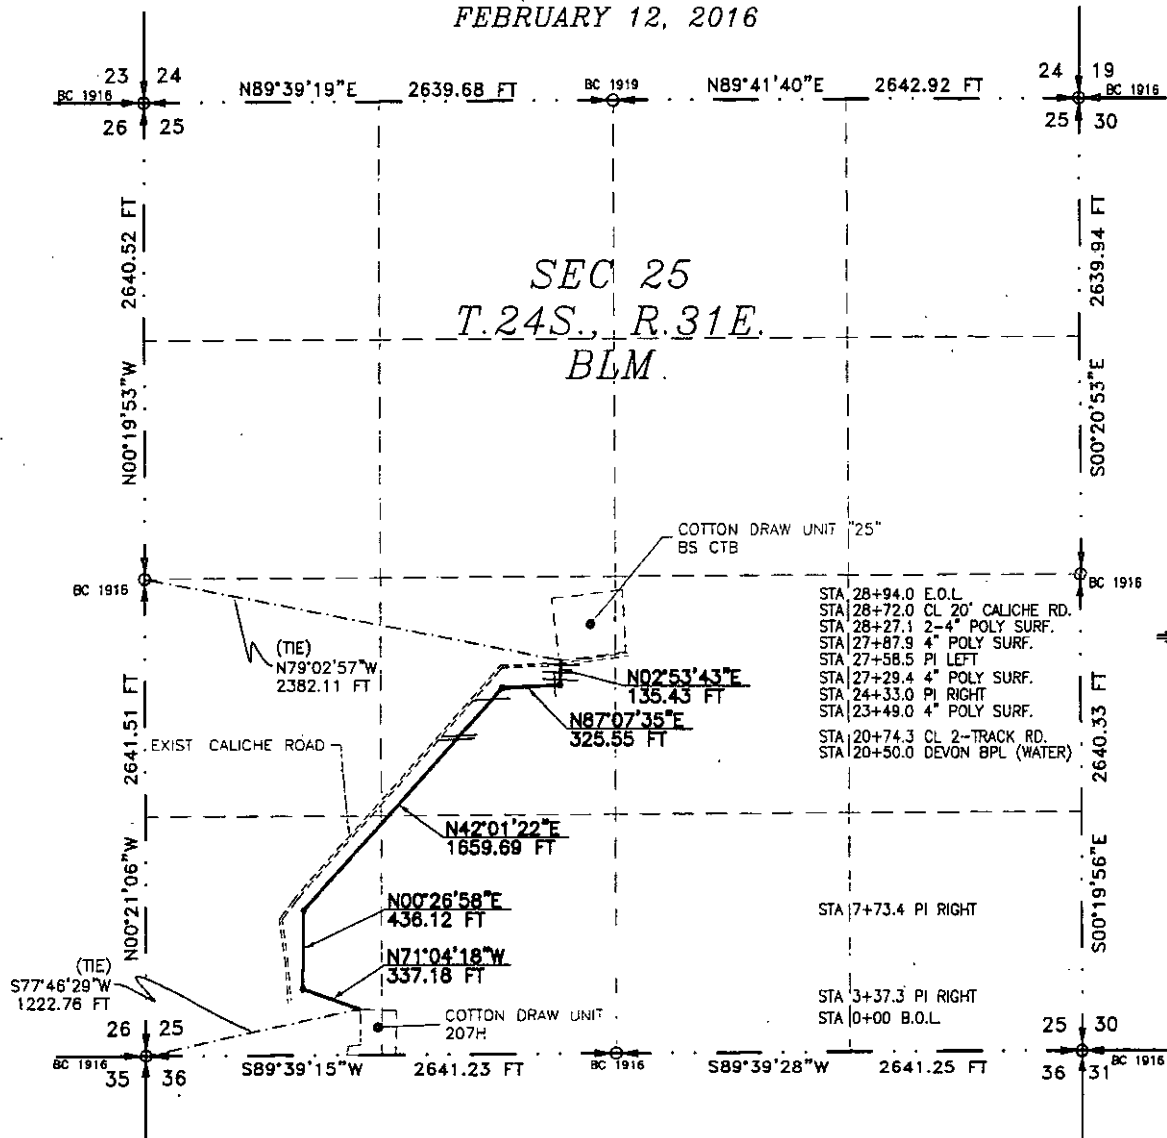 FEBRUARY 12, 2016
23 24
BC 1916
26 25
N89°39'19"E 2639.68 FT
BC 1919
N89°41'40"E 2642.92 FT
24 19
BC 1916
25 30
2640.52 FT
N00°19'53"W
2639.94 FT
S00°20'53"E
SEC 25
T.24S., R.31E.
BLM
COTTON DRAW UNIT "25"
BS CTB
BC 1916
BC 1916
(TIE)
N79°02'57"W
2382.11 FT
STA 28+94.0 E.O.L
STA 28+72.0 CL 20' CALICHE RD.
STA 28+27.1 2-4" POLY SURF.
STA 27+87.9 4" POLY SURF.
STA 27+58.5 PI LEFT
STA 27+29.4 4" POLY SURF.
STA 24+33.0 PI RIGHT
STA 23+49.0 4" POLY SURF.
STA 20+74.3 CL 2-TRACK RD.
STA 20+50.0 DEVON BPL (WATER)
N02°53'43"E
135.43 FT
N87°07'35"E
325.55 FT
2641.51 FT
N00°21'06"W
EXIST CALICHE ROAD
2640.33 FT
S00°19'56"E
N42°01'22"E
1659.69 FT
N00°26'58"E
436.12 FT
STA 7+73.4 PI RIGHT
N71°04'18"W
337.18 FT
(TIE)
S77°46'29"W
1222.76 FT
STA 3+37.3 PI RIGHT
STA 0+00 B.O.L
COTTON DRAW UNIT
207H
26 25
BC 1916
35 36
S89°39'15"W 2641.23 FT
BC 1916
S89°39'28"W 2641.25 FT
25 30
BC 1916
36 31